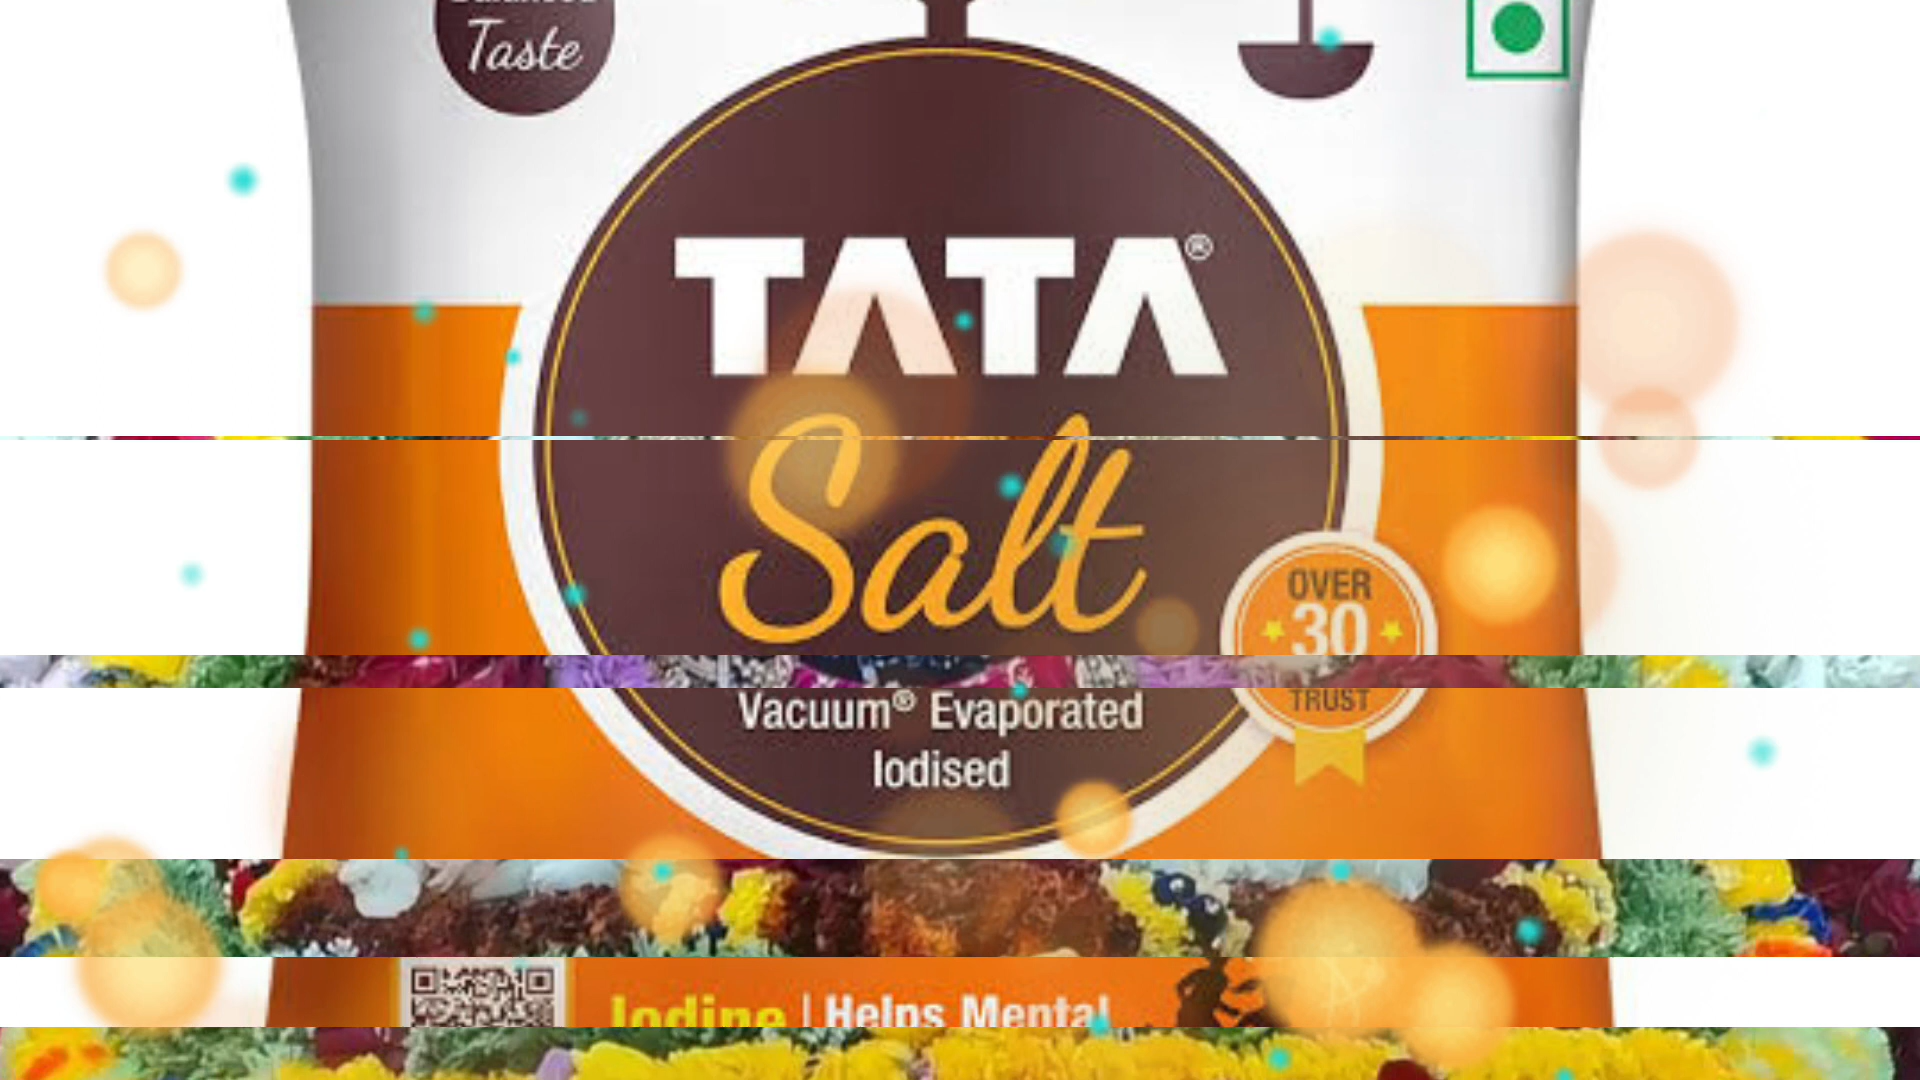 Taste
TATA®
Salt
OVER
30
TRUST
Vacuum® Evaporated
Iodised
Iodine | Helps Mental